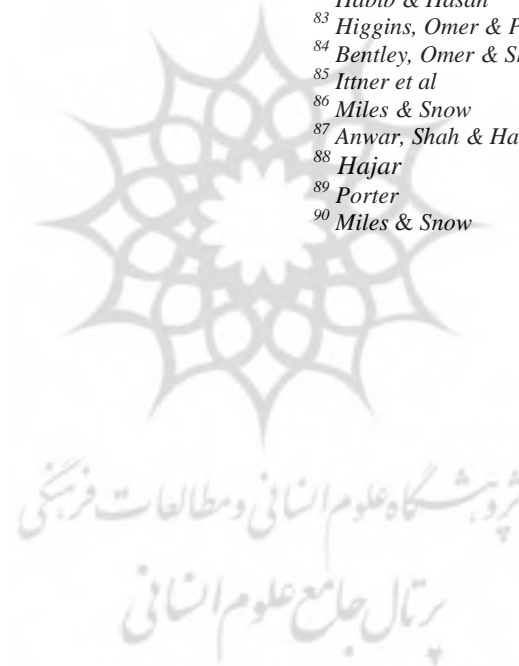 Habib & Hasan
83 Higgins, Omer &
84 Bentley, Omer &
85 Ittner et al
86 Miles & Snow
87 Anwar, Shah &
88 Hajar
89 Porter
90 Miles & Snow
پژوهشگاه علوم انسانی و مطالعات فرهنگی
پرتال جامع علوم انسانی